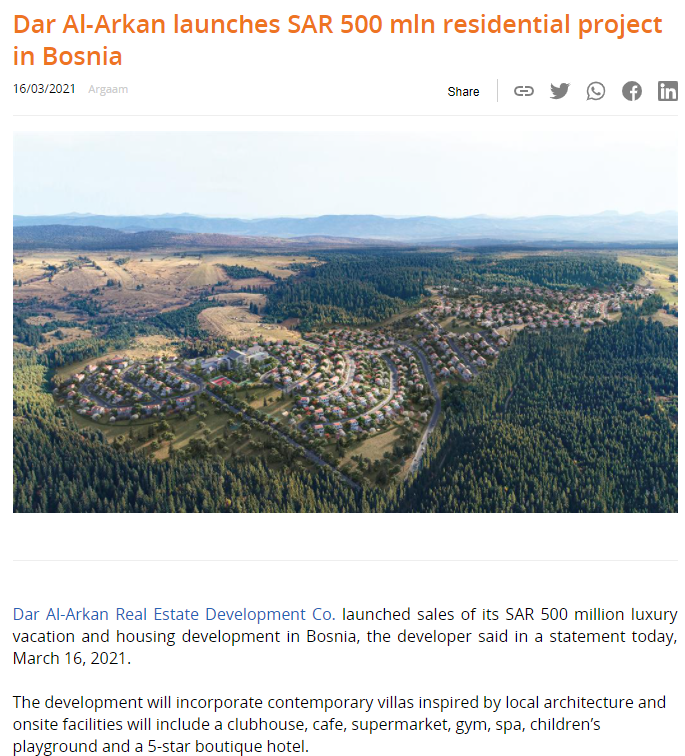 Dar Al-Arkan launches SAR 500 mln residential project
in Bosnia
16/03/2021 Argaam
Share
Dar Al-Arkan Real Estate Development Co. launched sales of its SAR 500 million luxury
vacation and housing development in Bosnia, the developer said in a statement today,
March 16, 2021.
The development will incorporate contemporary villas inspired by local architecture and
onsite facilities will include a clubhouse, cafe, supermarket, gym, spa, children’s
playground and a 5-star boutique hotel.